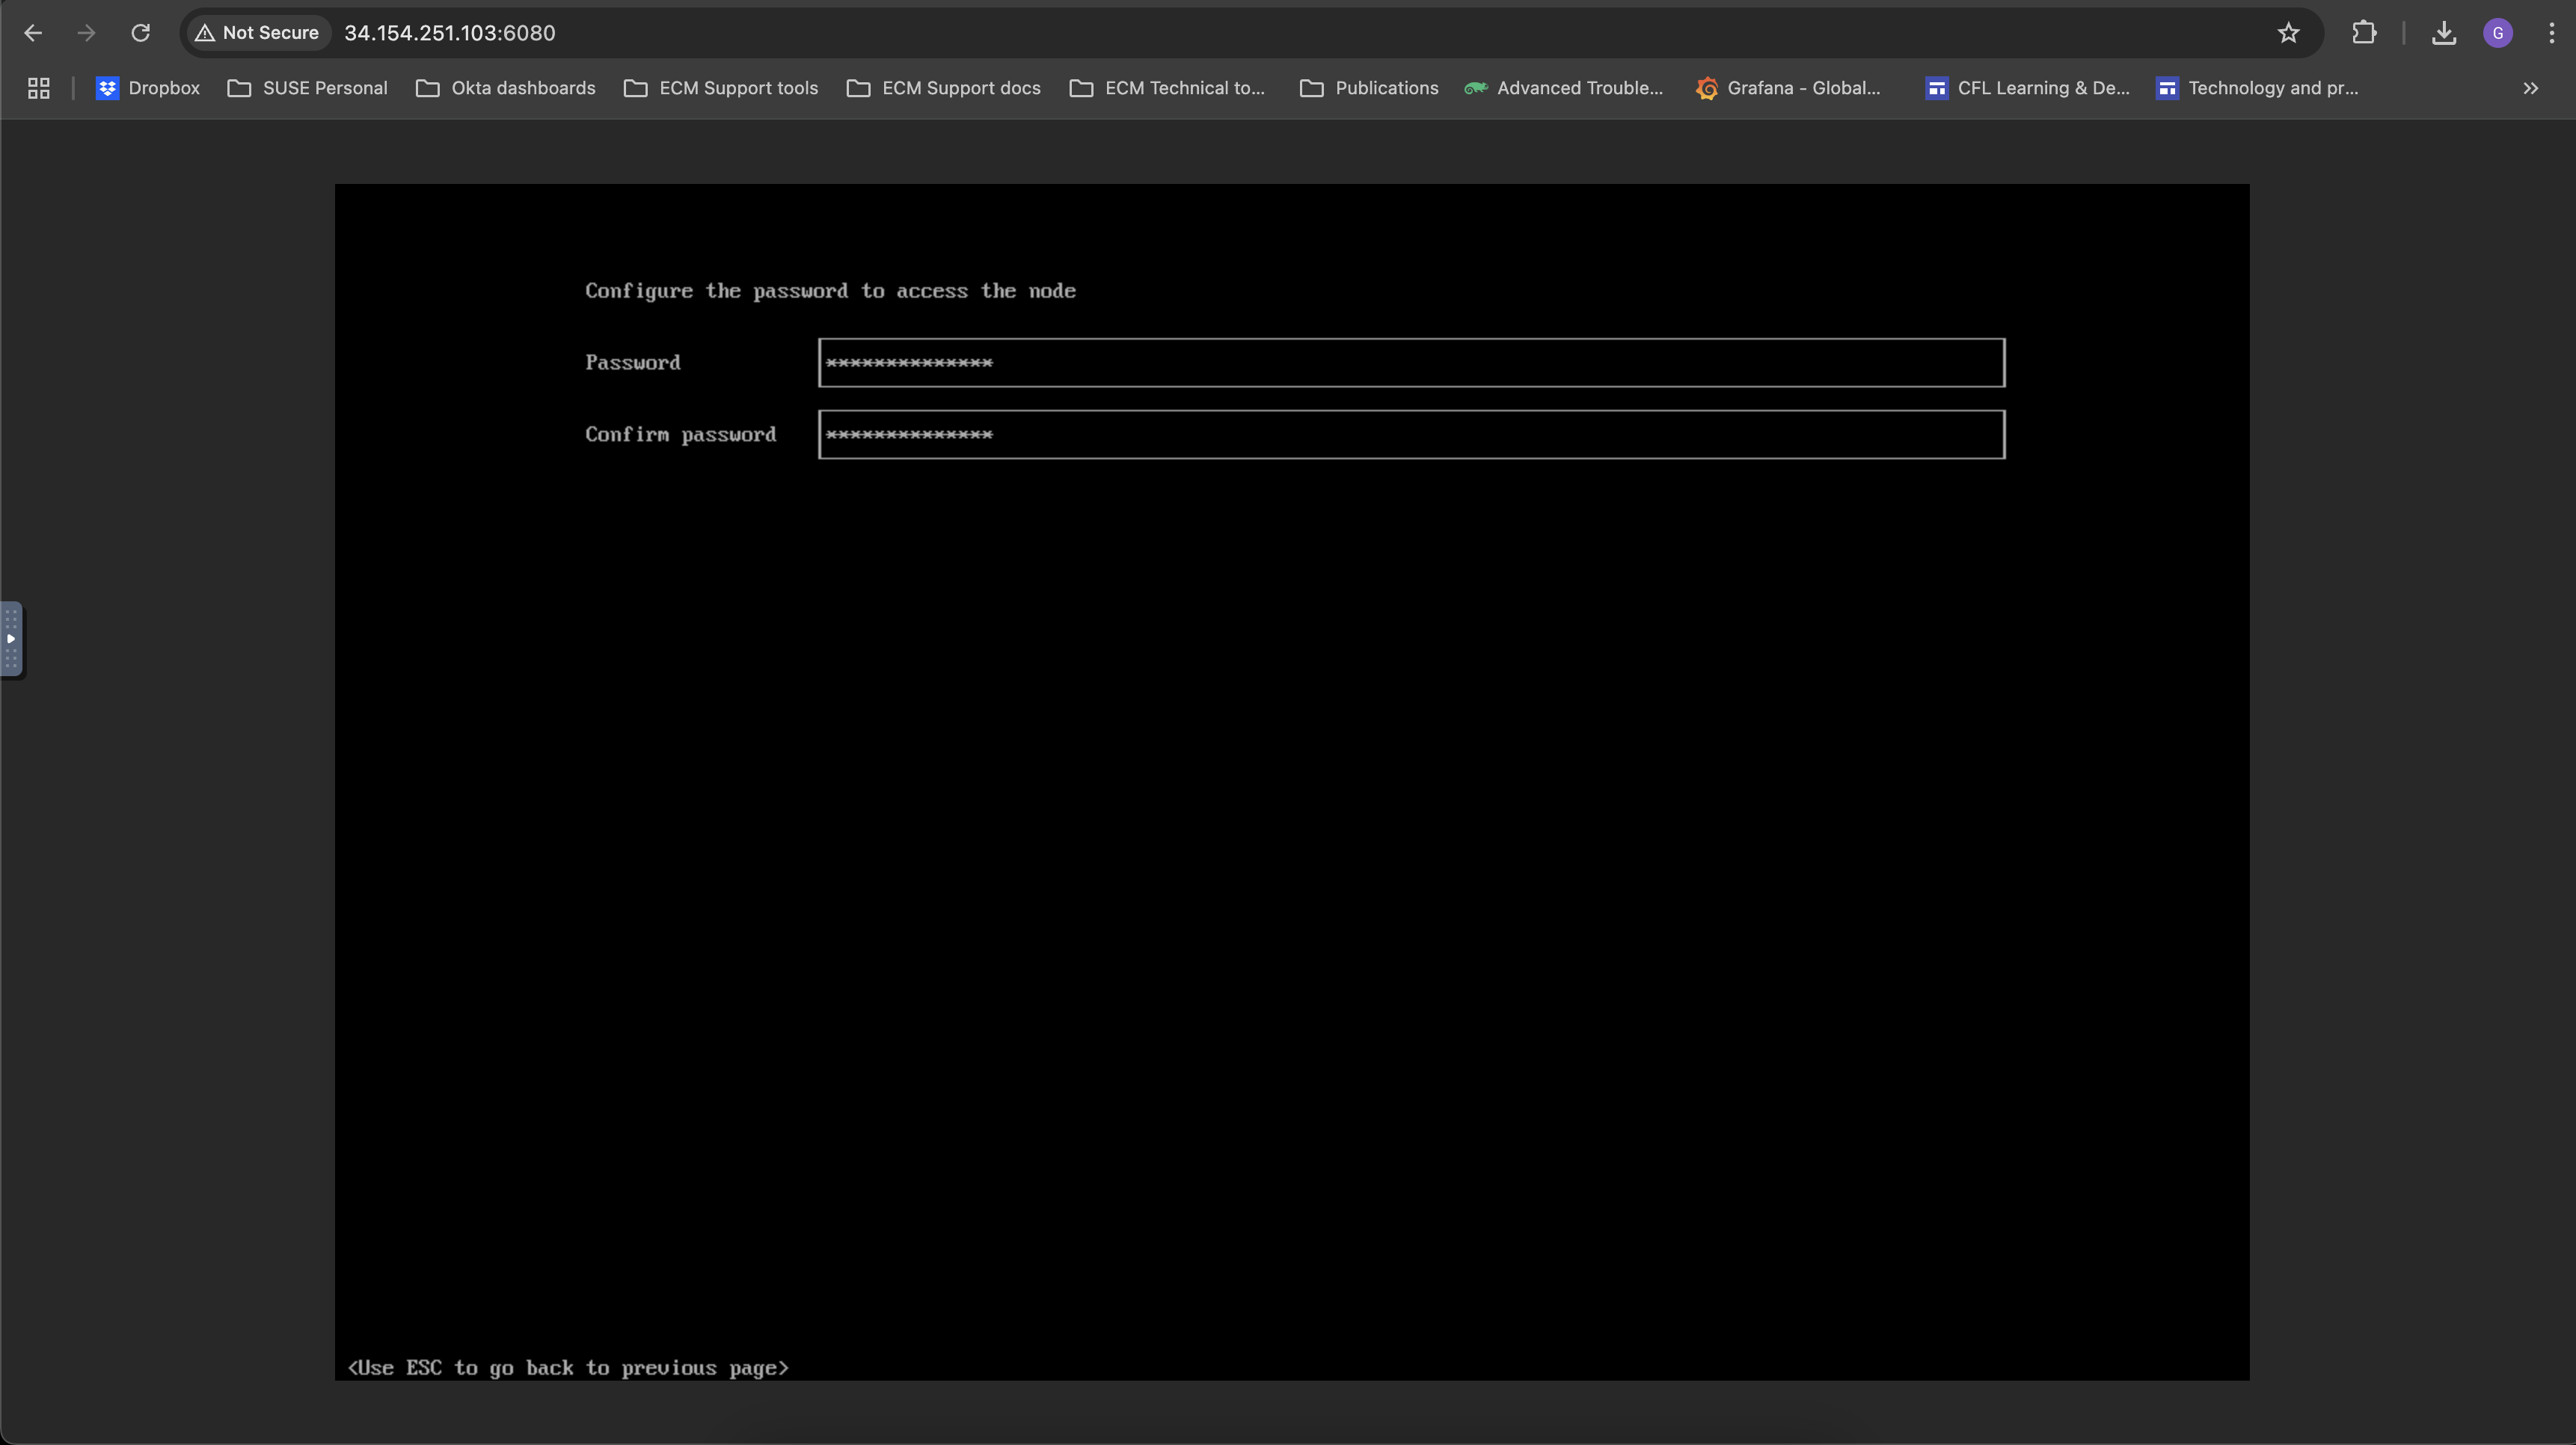 Not Secure 34.154.251.103:6080 G
Dropbox SUSE Personal Okta dashboards ECM Support tools ECM Support docs ECM Technical to... Publications Advanced Trouble... Grafana - Global... CFL Learning & De... Technology and pr... »
Configure the password to access the node
Password **************
Confirm password **************
<Use ESC to go back to previous page>